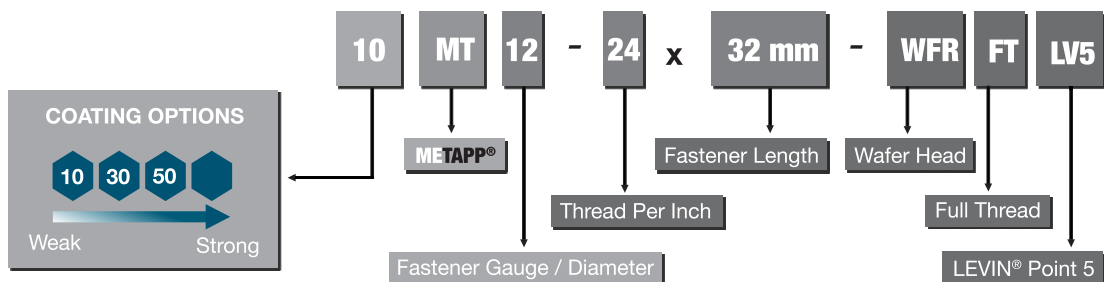 10 MT 12 - 24 x 32 mm - WFR FT LV5
COATING OPTIONS
10 30 50
Weak
Strong
METAPP®
Fastener Length
Wafer Head
Thread Per Inch
Full Thread
Fastener Gauge / Diameter
LEVIN® Point 5